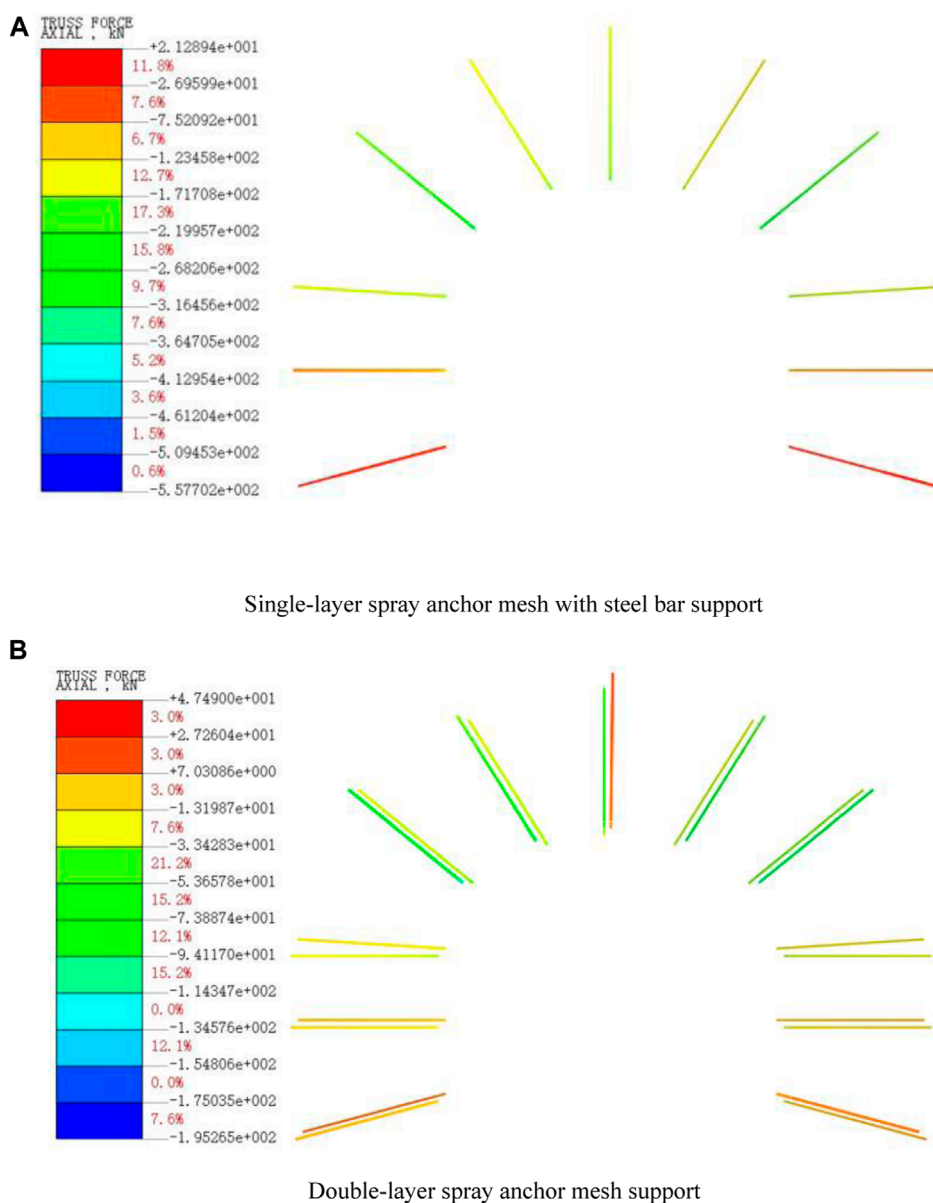 A
TRUSS FORCE
AXIAL , kN
+2.12894e+001
11.8%
-2.69599e+001
7.6%
-7.52092e+001
6.7%
-1.23458e+002
12.7%
-1.71708e+002
17.3%
-2.19957e+002
15.8%
-2.68206e+002
9.7%
-3.16456e+002
7.6%
-3.64705e+002
5.2%
-4.12954e+002
3.6%
-4.61204e+002
1.5%
-5.09453e+002
0.6%
-5.57702e+002
Single-layer spray anchor mesh with steel bar support
B
TRUSS FORCE
AXIAL , kN
+4.74900e+001
3.0%
+2.72604e+001
3.0%
+7.03086e+000
3.0%
-1.31987e+001
7.6%
-3.34283e+001
21.2%
-5.36578e+001
15.2%
-7.38874e+001
12.1%
-9.41170e+001
15.2%
-1.14347e+002
0.0%
-1.34576e+002
12.1%
-1.54806e+002
0.0%
-1.75035e+002
7.6%
-1.95265e+002
Double-layer spray anchor mesh support